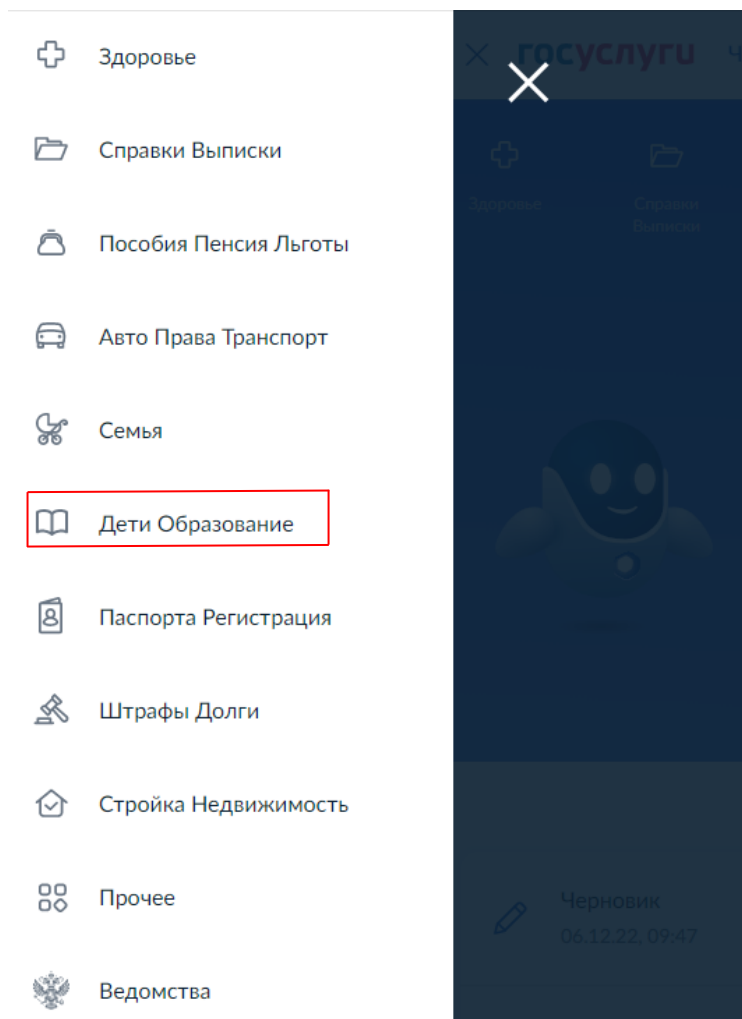 Здоровье
Справки Выписки
Пособия Пенсия Льготы
Авто Права Транспорт
Семья
Дети Образование
Паспорта Регистрация
Штрафы Долги
Стройка Недвижимость
Прочее
Ведомства
госуслуги
Здоровье
Справки
Выписки
Черновик
06.12.22, 09:47